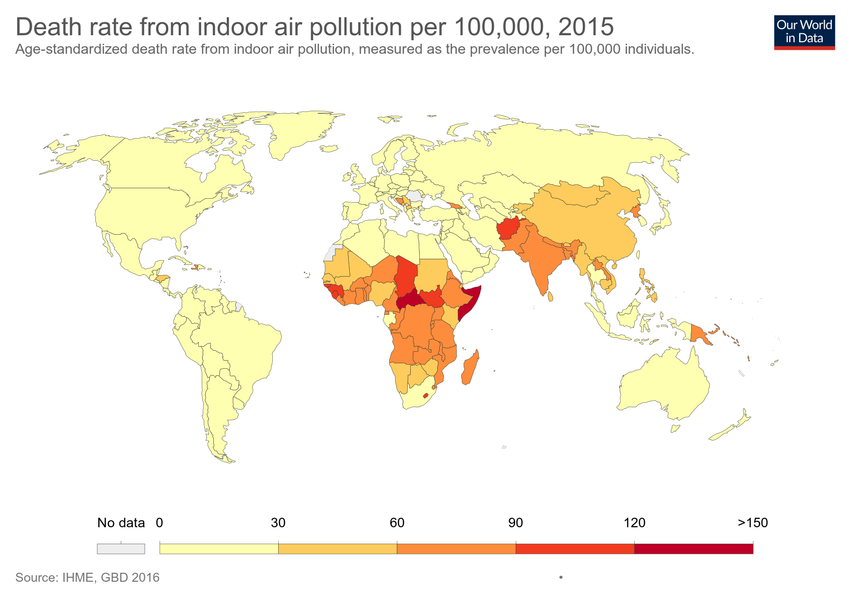 Death rate from indoor air pollution per 100,000, 2015
Age-standardized death rate from indoor air pollution, measured as the prevalence per 100,000 individuals.
Our World
in Data
No data 0 30 60 90 120 >150
Source: IHME, GBD 2016